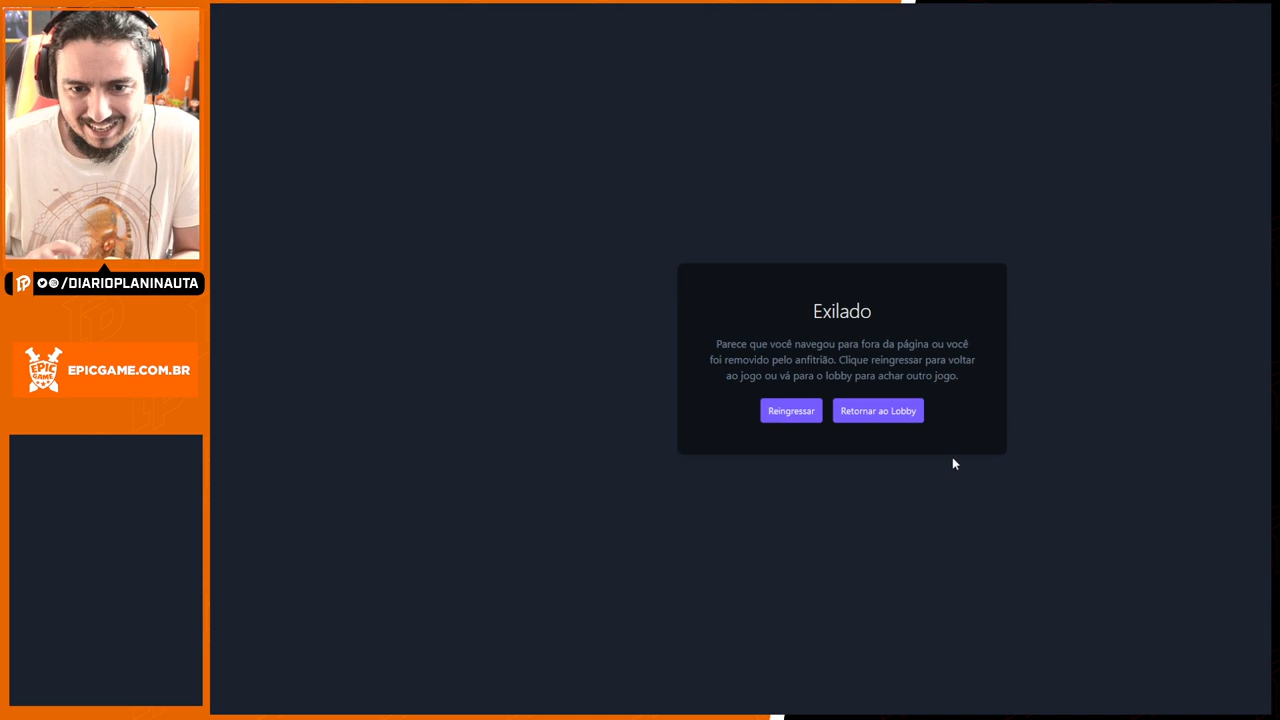 /DIARIOPLANINAUTA
EPIC
GAME
EPICGAME.COM.BR
Exilado
Parece que você navegou para fora da página ou você
foi removido pelo anfitrião. Clique reingressar para voltar
ao jogo ou vá para o lobby para achar outro jogo.
Reingressar
Retornar ao Lobby